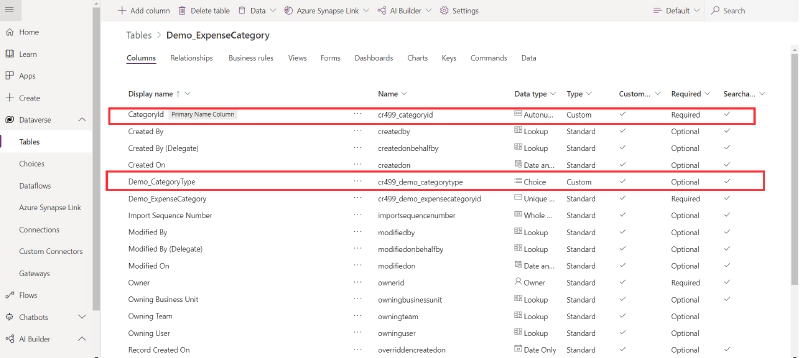 Add column Delete table Data Azure Synapse Link AI Builder Settings Default Search
Home
Learn
Apps
Create
Dataverse
Tables
Choices
Dataflows
Azure Synapse Link
Connections
Custom Connectors
Gateways
Flows
Chatbots
AI Builder
Tables > Demo_ExpenseCategory
Columns Relationships Business rules Views Forms Dashboards Charts Keys Commands Data
Display name ↑ Name Data type Type Custom... Required Searcha...
CategoryId Primary Name Column ... cr499_categoryid Autonu... Custom Required
Created By ... createdby Lookup Standard Optional
Created By (Delegate) ... createdonbehalfby Lookup Standard Optional
Created On ... createdon Date an... Standard Optional
Demo_CategoryType ... cr499_demo_categorytype Choice Custom Optional
Demo_ExpenseCategory ... cr499_demo_expensecategoryid Unique ... Standard Required
Import Sequence Number ... importsequencenumber Whole ... Standard Optional
Modified By ... modifiedby Lookup Standard Optional
Modified By (Delegate) ... modifiedonbehalfby Lookup Standard Optional
Modified On ... modifiedon Date an... Standard Optional
Owner ... ownerid Owner Standard Required
Owning Business Unit ... owningbusinessunit Lookup Standard Optional
Owning Team ... owningteam Lookup Standard Optional
Owning User ... owninguser Lookup Standard Optional
Record Created On ... overriddencreatedon Date Only Standard Optional